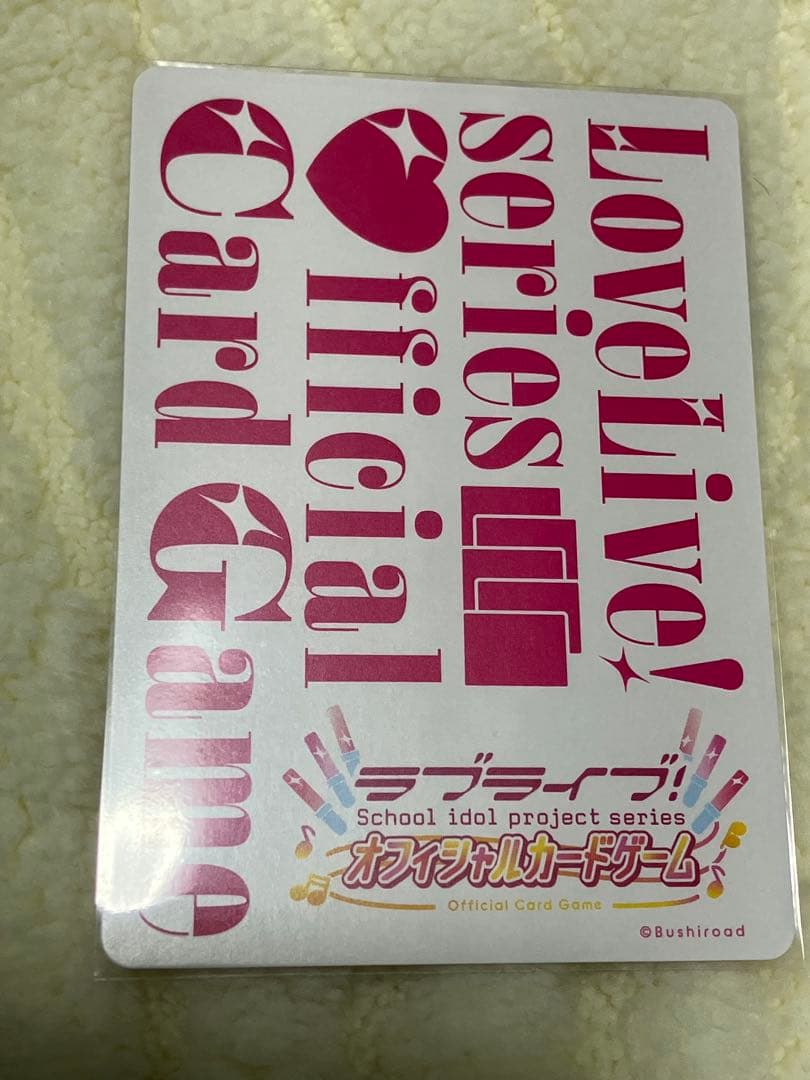 LoveLive!
series
Official
Card Game
ラブライブ!
School idol project series
オフィシャルカードゲーム
Official Card Game
©Bushiroad